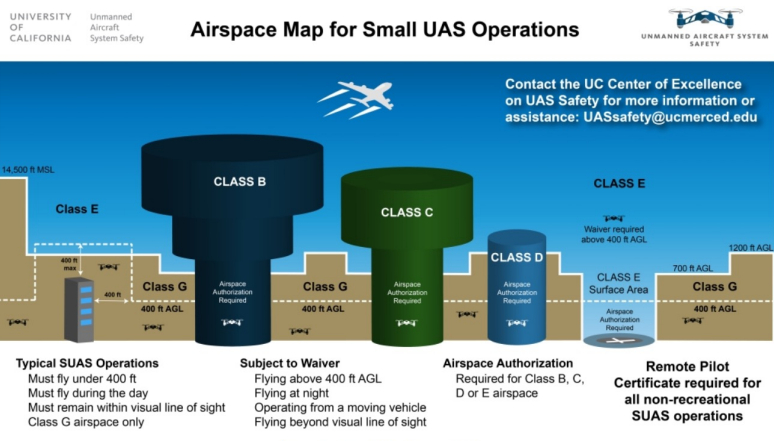 UNIVERSITY
OF
CALIFORNIA
Unmanned
Aircraft
System Safety
Airspace Map for Small UAS Operations
UNMANNED AIRCRAFT SYSTEM
SAFETY
Contact the UC Center of Excellence
on UAS Safety for more information or
assistance: UASsafety@ucmerced.edu
14,500 ft MSL
Class E
CLASS B
CLASS C
CLASS E
Waiver required
above 400 ft AGL
1200 ft AGL
400 ft
max
400 ft
Class G
400 ft AGL
Airspace
Authorization
Required
Class G
400 ft AGL
Airspace
Authorization
Required
CLASS D
Airspace
Authorization
Required
CLASS E
Surface Area
Airspace
Authorization
Required
700 ft AGL
Class G
400 ft AGL
Typical SUAS Operations
Must fly under 400 ft
Must fly during the day
Must remain within visual line of sight
Class G airspace only
Subject to Waiver
Flying above 400 ft AGL
Flying at night
Operating from a moving vehicle
Flying beyond visual line of sight
Airspace Authorization
Required for Class B, C,
D or E airspace
Remote Pilot
Certificate required for
all non-recreational
SUAS operations